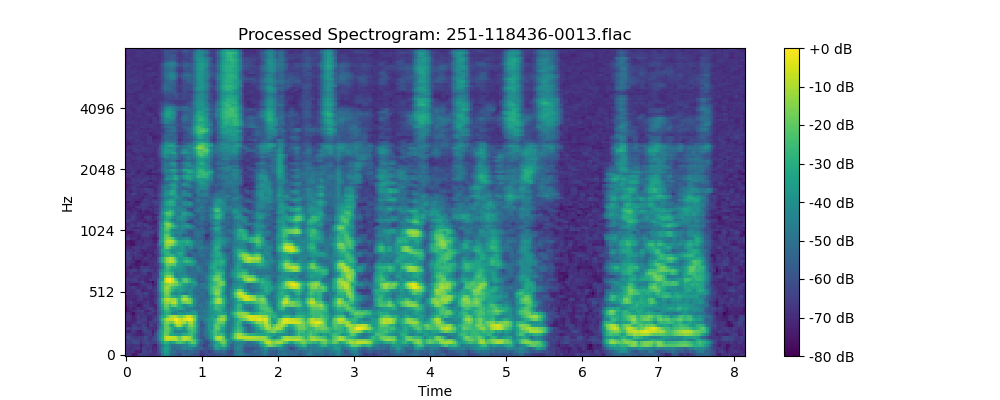 Processed Spectrogram: 251-118436-0013.flac
Hz
4096
2048
1024
512
0
0 1 2 3 4 5 6 7 8
Time
+0 dB
-10 dB
-20 dB
-30 dB
-40 dB
-50 dB
-60 dB
-70 dB
-80 dB